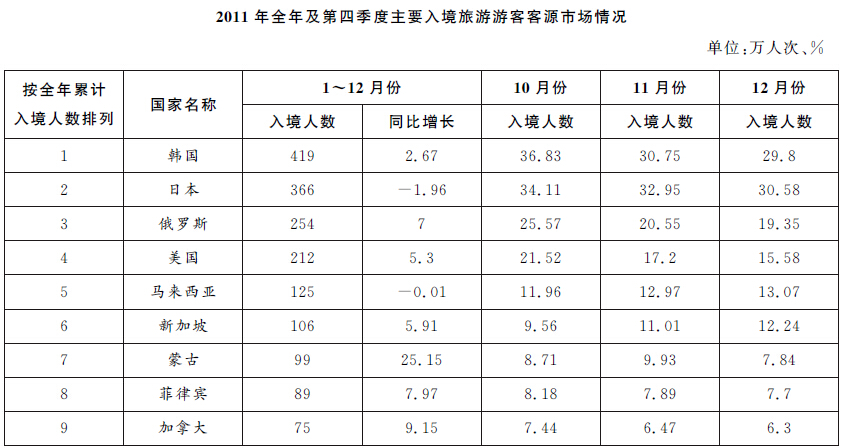 2011 年全年及第四季度主要入境旅游游客客源市场情况
单位:万人次、%
按全年累计入境人数排列 国家名称 1～12 月份 10 月份 11 月份 12 月份
入境人数 同比增长 入境人数 入境人数 入境人数
1 韩国 419 2.67 36.83 30.75 29.8
2 日本 366 －1.96 34.11 32.95 30.58
3 俄罗斯 254 7 25.57 20.55 19.35
4 美国 212 5.3 21.52 17.2 15.58
5 马来西亚 125 －0.01 11.96 12.97 13.07
6 新加坡 106 5.91 9.56 11.01 12.24
7 蒙古 99 25.15 8.71 9.93 7.84
8 菲律宾 89 7.97 8.18 7.89 7.7
9 加拿大 75 9.15 7.44 6.47 6.3